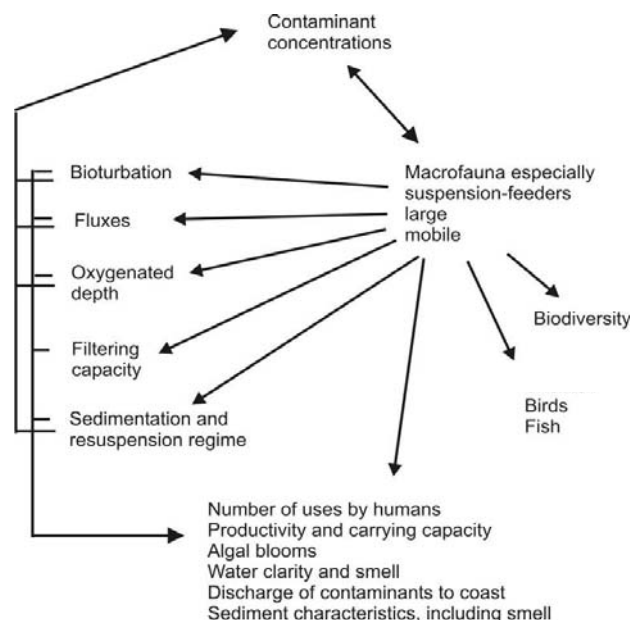 Contaminant
concentrations
Bioturbation
Macrofauna especially
suspension-feeders
large
mobile
Fluxes
Oxygenated
depth
Biodiversity
Filtering
capacity
Birds
Fish
Sedimentation and
resuspension regime
Number of uses by humans
Productivity and carrying capacity
Algal blooms
Water clarity and smell
Discharge of contaminants to coast
Sediment characteristics, including smell